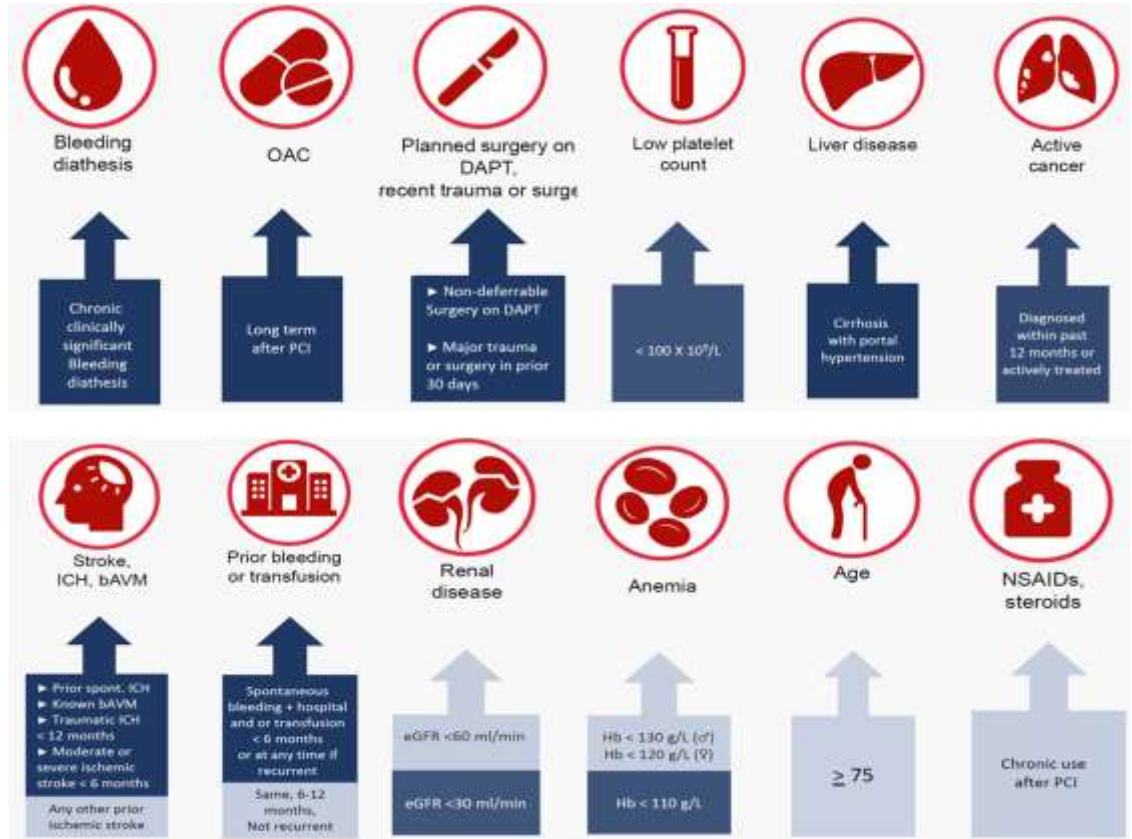 Bleeding
diathesis
OAC
Planned surgery on
DAPT,
recent trauma or surge
Low platelet
count
Liver disease
Active
cancer
Chronic
clinically
significant
Bleeding
diathesis
Long term
after PCI
► Non-deferrable
Surgery on DAPT
► Major trauma
or surgery in prior
30 days
< 100 X 10⁹/L
Cirrhosis
with portal
hypertension
Diagnosed
within past
12 months or
actively treated
Stroke,
ICH, bAVM
Prior bleeding
or transfusion
Renal
disease
Anemia
Age
NSAIDs,
steroids
► Prior spont. ICH
► Known bAVM
► Traumatic ICH
< 12 months
► Moderate or
severe ischemic
stroke < 6 months
Any other prior
ischemic stroke
Spontaneous
bleeding + hospital
and or transfusion
< 6 months
or at any time if
recurrent
Same, 6-12
months,
Not recurrent
eGFR <60 ml/min
eGFR <30 ml/min
Hb < 130 g/L (♂)
Hb < 120 g/L (♀)
Hb < 110 g/L
≥ 75
Chronic use
after PCI